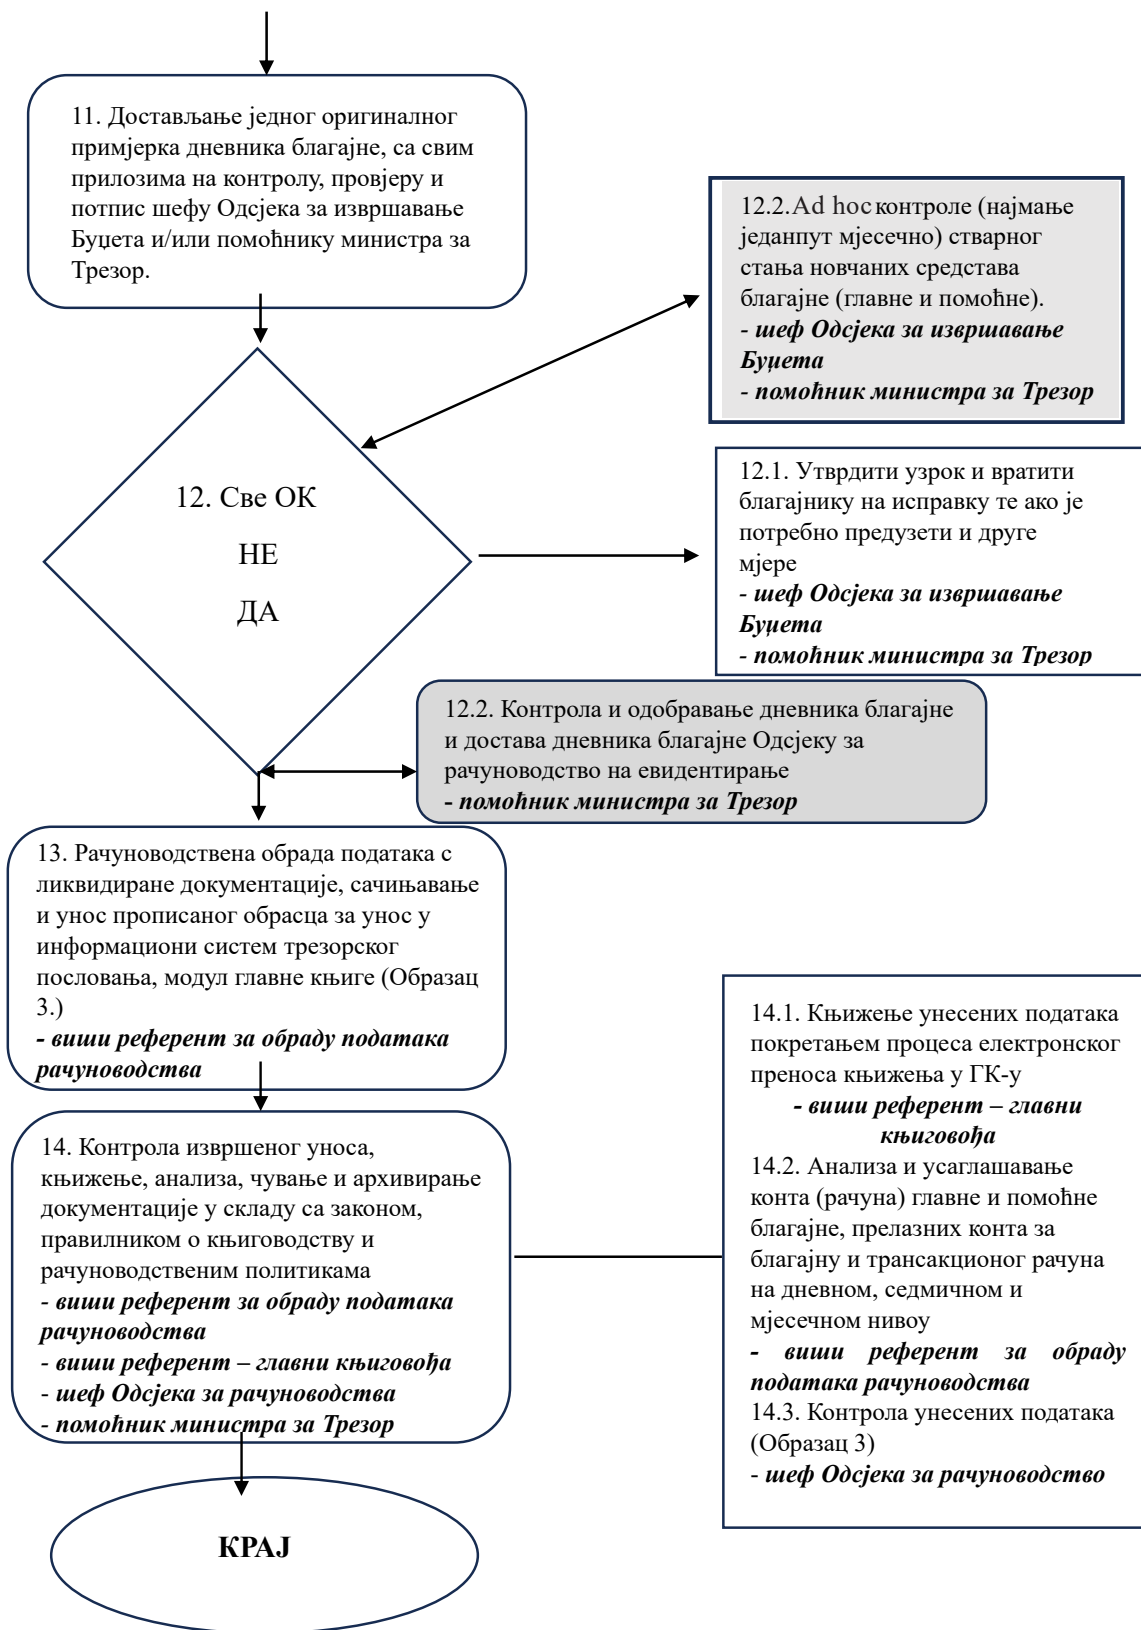 11. Достављање једног оригиналног
примјерка дневника благајне, са свим
прилозима на контролу, провјеру и
потпис шефу Одсјека за извршавање
Буџета и/или помоћнику министра за
Трезор.
12.2. Ad hoc контроле (најмање
једанпут мјесечно) стварног
стања новчаних средстава
благајне (главне и помоћне).
- шеф Одсјека за извршавање
Буџета
- помоћник министра за Трезор
12. Све ОК
НЕ
ДА
12.1. Утврдити узрок и вратити
благајнику на исправку те ако је
потребно предузети и друге
мјере
- шеф Одсјека за извршавање
Буџета
- помоћник министра за Трезор
12.2. Контрола и одобравање дневника благајне
и достава дневника благајне Одсјеку за
рачуноводство на евидентирање
- помоћник министра за Трезор
13. Рачуноводствена обрада података с
ликвидиране документације, сачињавање
и унос прописаног обрасца за унос у
информациони систем трезорског
пословања, модул главне књиге (Образац
3.)
- виши референт за обраду података
рачуноводства
14. Контрола извршеног уноса,
књижење, анализа, чување и архивирање
документације у складу са законом,
правилником о књиговодству и
рачуноводственим политикама
- виши референт за обраду података
рачуноводства
- виши референт – главни књиговођа
- шеф Одсјека за рачуноводства
- помоћник министра за Трезор
14.1. Књижење унесених података
покретањем процеса електронског
преноса књижења у ГК-у
- виши референт – главни
књиговођа
14.2. Анализа и усаглашавање
конта (рачуна) главне и помоћне
благајне, прелазних конта за
благајну и трансакционог рачуна
на дневном, седмичном и
мјесечном нивоу
- виши референт за обраду
података рачуноводства
14.3. Контрола унесених података
(Образац 3)
- шеф Одсјека за рачуноводство
КРАЈ